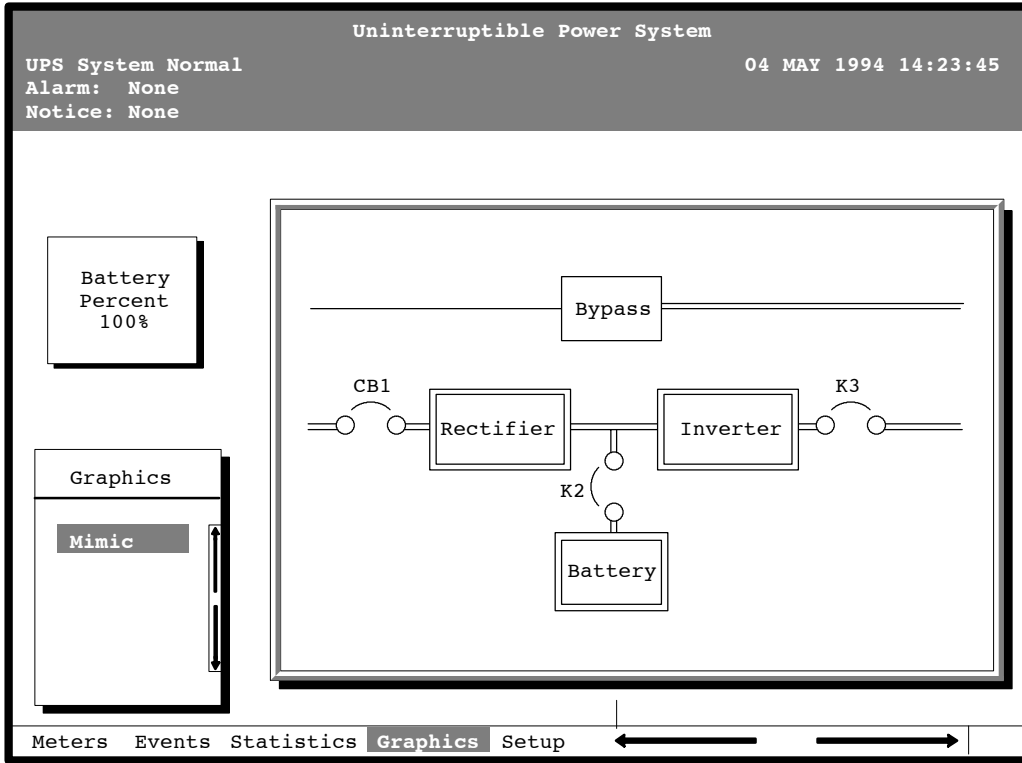 Uninterruptible Power System
UPS System Normal 04 MAY 1994 14:23:45
Alarm: None
Notice: None
Battery
Percent
100%
Bypass
CB1
K3
Rectifier
Inverter
K2
Battery
Graphics
Mimic
Meters Events Statistics Graphics Setup